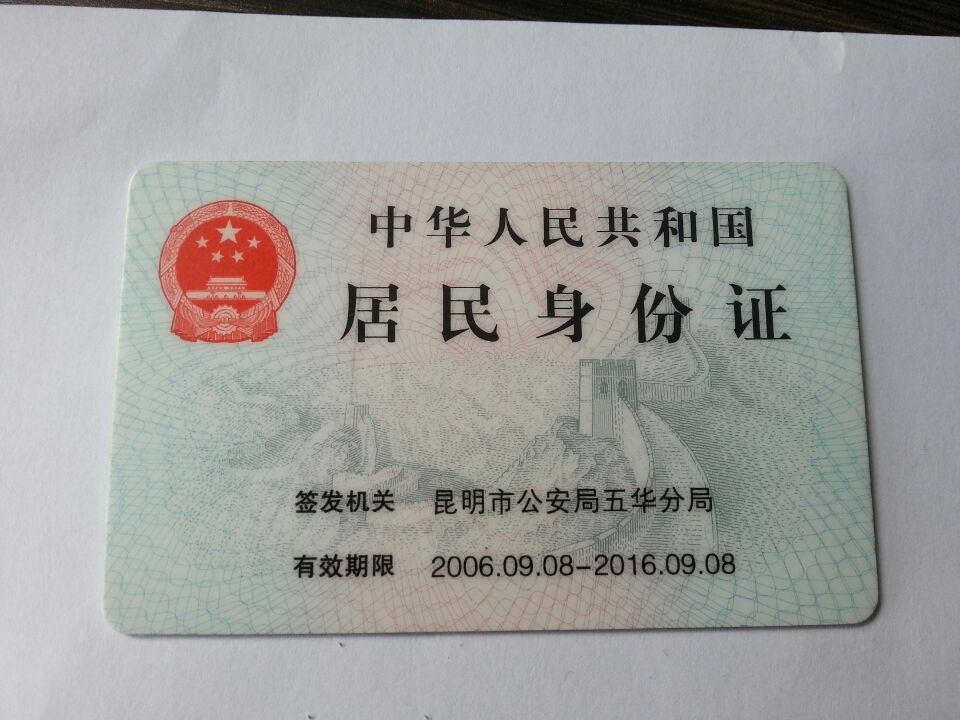 中华人民共和国
居民身份证
签发机关 昆明市公安局五华分局
有效期限 2006.09.08-2016.09.08